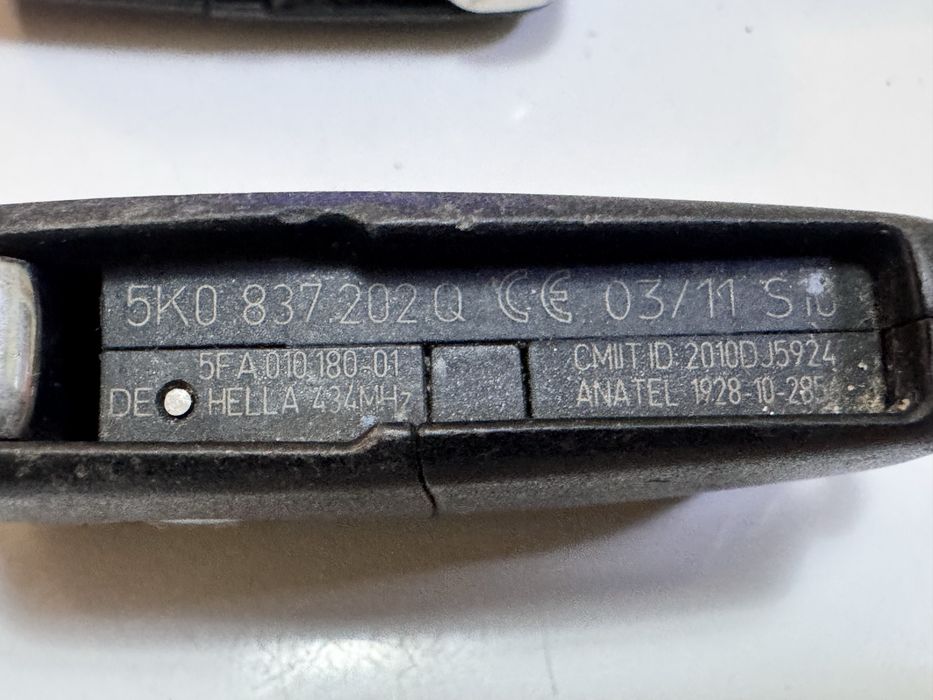 5K0 837 202 Q CE 03/11 S10
5FA 010 180-01
DE HELLA 434MHz
CMIIT ID: 2010DJ5924
ANATEL 1928-10-